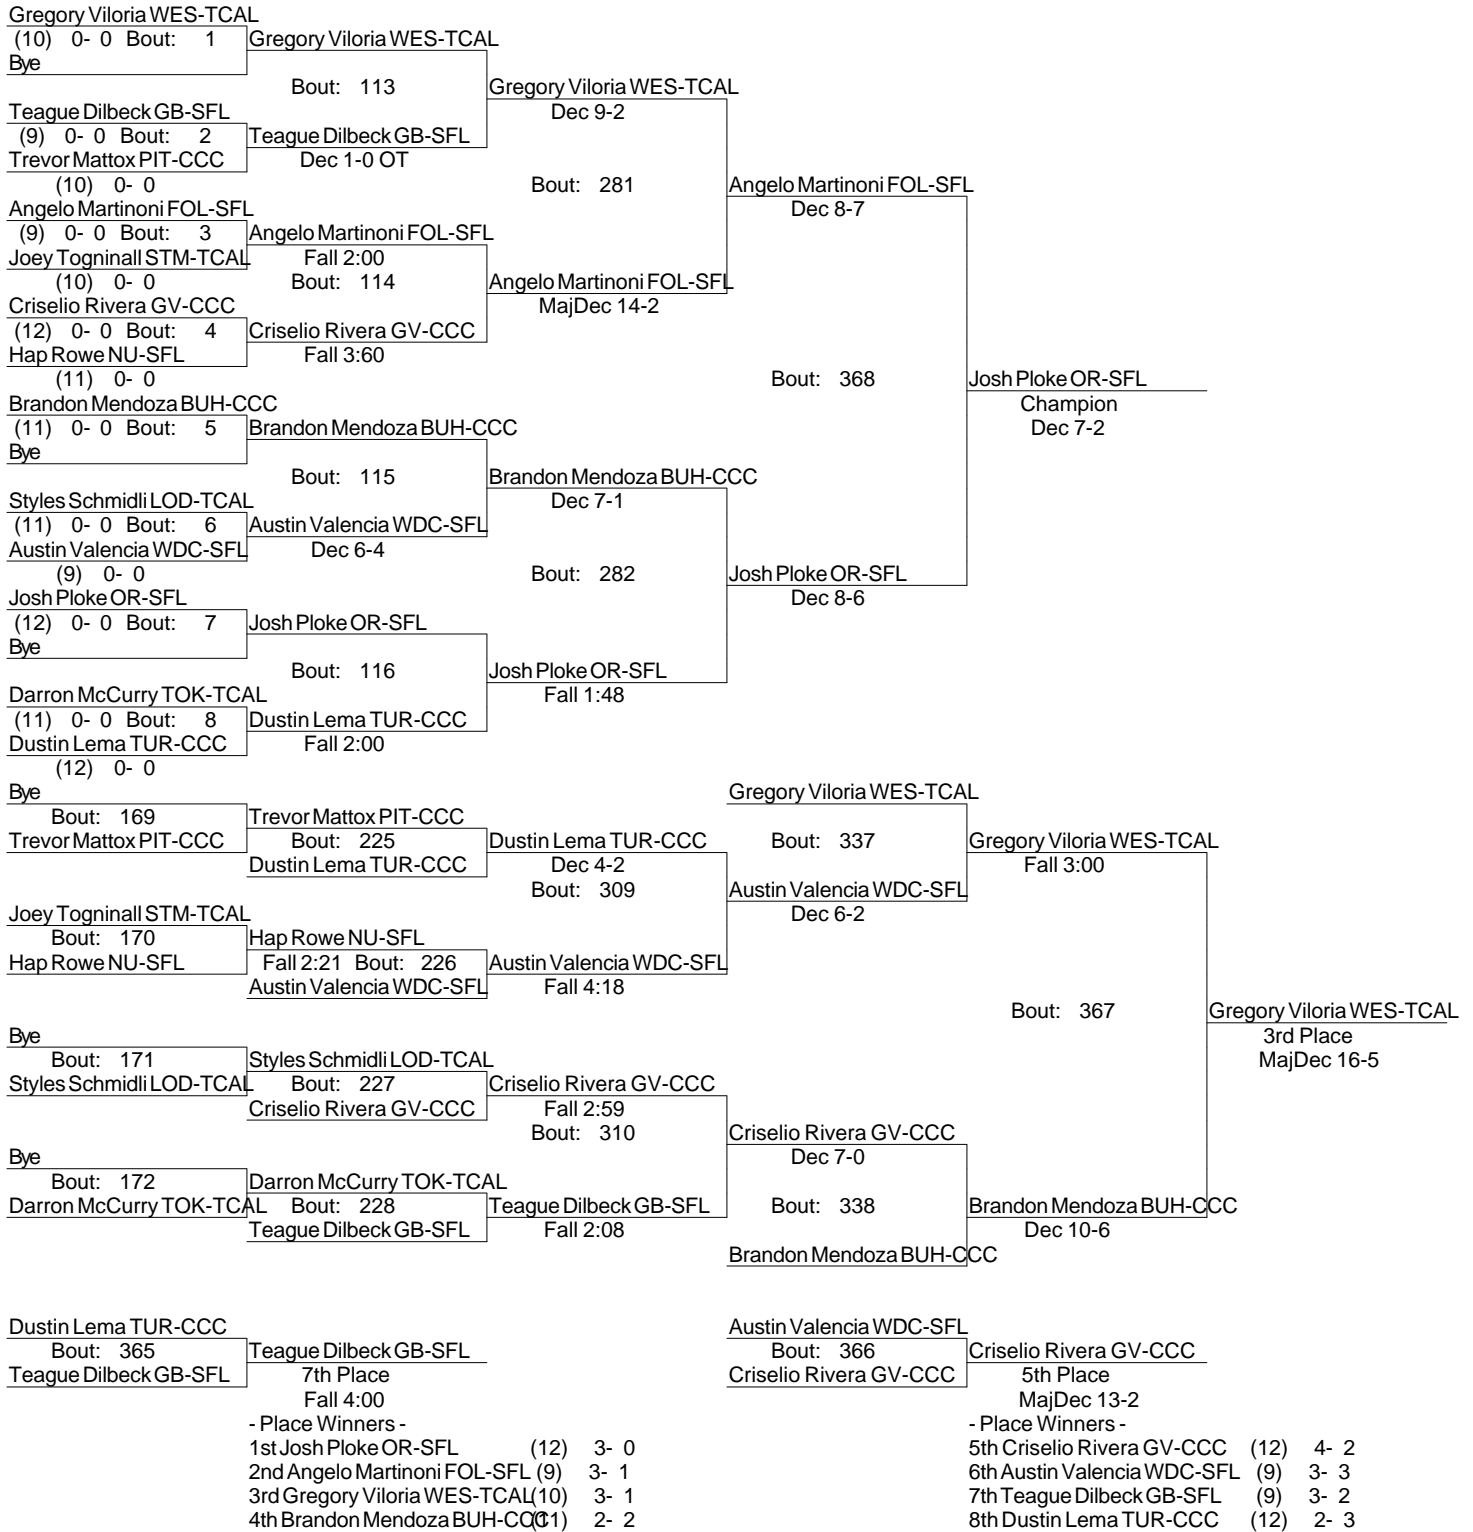 Gregory Viloria WES-TCAL
(10) 0- 0 Bout: 1 Gregory Viloria WES-TCAL
Bye
Bout: 113 Gregory Viloria WES-TCAL
Teague Dilbeck GB-SFL Dec 9-2
(9) 0- 0 Bout: 2 Teague Dilbeck GB-SFL
Trevor Mattox PIT-CCC Dec 1-0 OT
(10) 0- 0 Bout: 281 Angelo Martinoni FOL-SFL
Angelo Martinoni FOL-SFL Dec 8-7
(9) 0- 0 Bout: 3 Angelo Martinoni FOL-SFL
Joey Togninall STM-TCAL Fall 2:00
(10) 0- 0 Bout: 114 Angelo Martinoni FOL-SFL
Criselio Rivera GV-CCC MajDec 14-2
(12) 0- 0 Bout: 4 Criselio Rivera GV-CCC
Hap Rowe NU-SFL Fall 3:60
(11) 0- 0 Bout: 368 Josh Ploke OR-SFL
Brandon Mendoza BUH-CCC Champion
(11) 0- 0 Bout: 5 Brandon Mendoza BUH-CCC Dec 7-2
Bye
Bout: 115 Brandon Mendoza BUH-CCC
Styles Schmidli LOD-TCAL Dec 7-1
(11) 0- 0 Bout: 6 Austin Valencia WDC-SFL
Austin Valencia WDC-SFL Dec 6-4
(9) 0- 0 Bout: 282 Josh Ploke OR-SFL
Josh Ploke OR-SFL Dec 8-6
(12) 0- 0 Bout: 7 Josh Ploke OR-SFL
Bye
Bout: 116 Josh Ploke OR-SFL
Darron McCurry TOK-TCAL Fall 1:48
(11) 0- 0 Bout: 8 Dustin Lema TUR-CCC
Dustin Lema TUR-CCC Fall 2:00
(12) 0- 0
Bye Gregory Viloria WES-TCAL
Bout: 169 Trevor Mattox PIT-CCC
Trevor Mattox PIT-CCC Bout: 225 Dustin Lema TUR-CCC Bout: 337 Gregory Viloria WES-TCAL
Dustin Lema TUR-CCC Dec 4-2 Fall 3:00
Bout: 309 Austin Valencia WDC-SFL
Joey Togninall STM-TCAL Dec 6-2
Bout: 170 Hap Rowe NU-SFL
Hap Rowe NU-SFL Fall 2:21 Bout: 226 Austin Valencia WDC-SFL
Austin Valencia WDC-SFL Fall 4:18
Bout: 367 Gregory Viloria WES-TCAL
Bye 3rd Place
Bout: 171 Styles Schmidli LOD-TCAL MajDec 16-5
Styles Schmidli LOD-TCAL Bout: 227 Criselio Rivera GV-CCC
Criselio Rivera GV-CCC Fall 2:59
Bout: 310 Criselio Rivera GV-CCC
Bye Dec 7-0
Bout: 172 Darron McCurry TOK-TCAL
Darron McCurry TOK-TCAL Bout: 228 Teague Dilbeck GB-SFL Bout: 338 Brandon Mendoza BUH-CCC
Teague Dilbeck GB-SFL Fall 2:08 Dec 10-6
Brandon Mendoza BUH-CCC
Dustin Lema TUR-CCC Austin Valencia WDC-SFL
Bout: 365 Teague Dilbeck GB-SFL Bout: 366 Criselio Rivera GV-CCC
Teague Dilbeck GB-SFL 7th Place Criselio Rivera GV-CCC 5th Place
Fall 4:00 MajDec 13-2
- Place Winners - - Place Winners -
1st Josh Ploke OR-SFL (12) 3- 0 5th Criselio Rivera GV-CCC (12) 4- 2
2nd Angelo Martinoni FOL-SFL (9) 3- 1 6th Austin Valencia WDC-SFL (9) 3- 3
3rd Gregory Viloria WES-TCAL (10) 3- 1 7th Teague Dilbeck GB-SFL (9) 3- 2
4th Brandon Mendoza BUH-CCC (11) 2- 2 8th Dustin Lema TUR-CCC (12) 2- 3